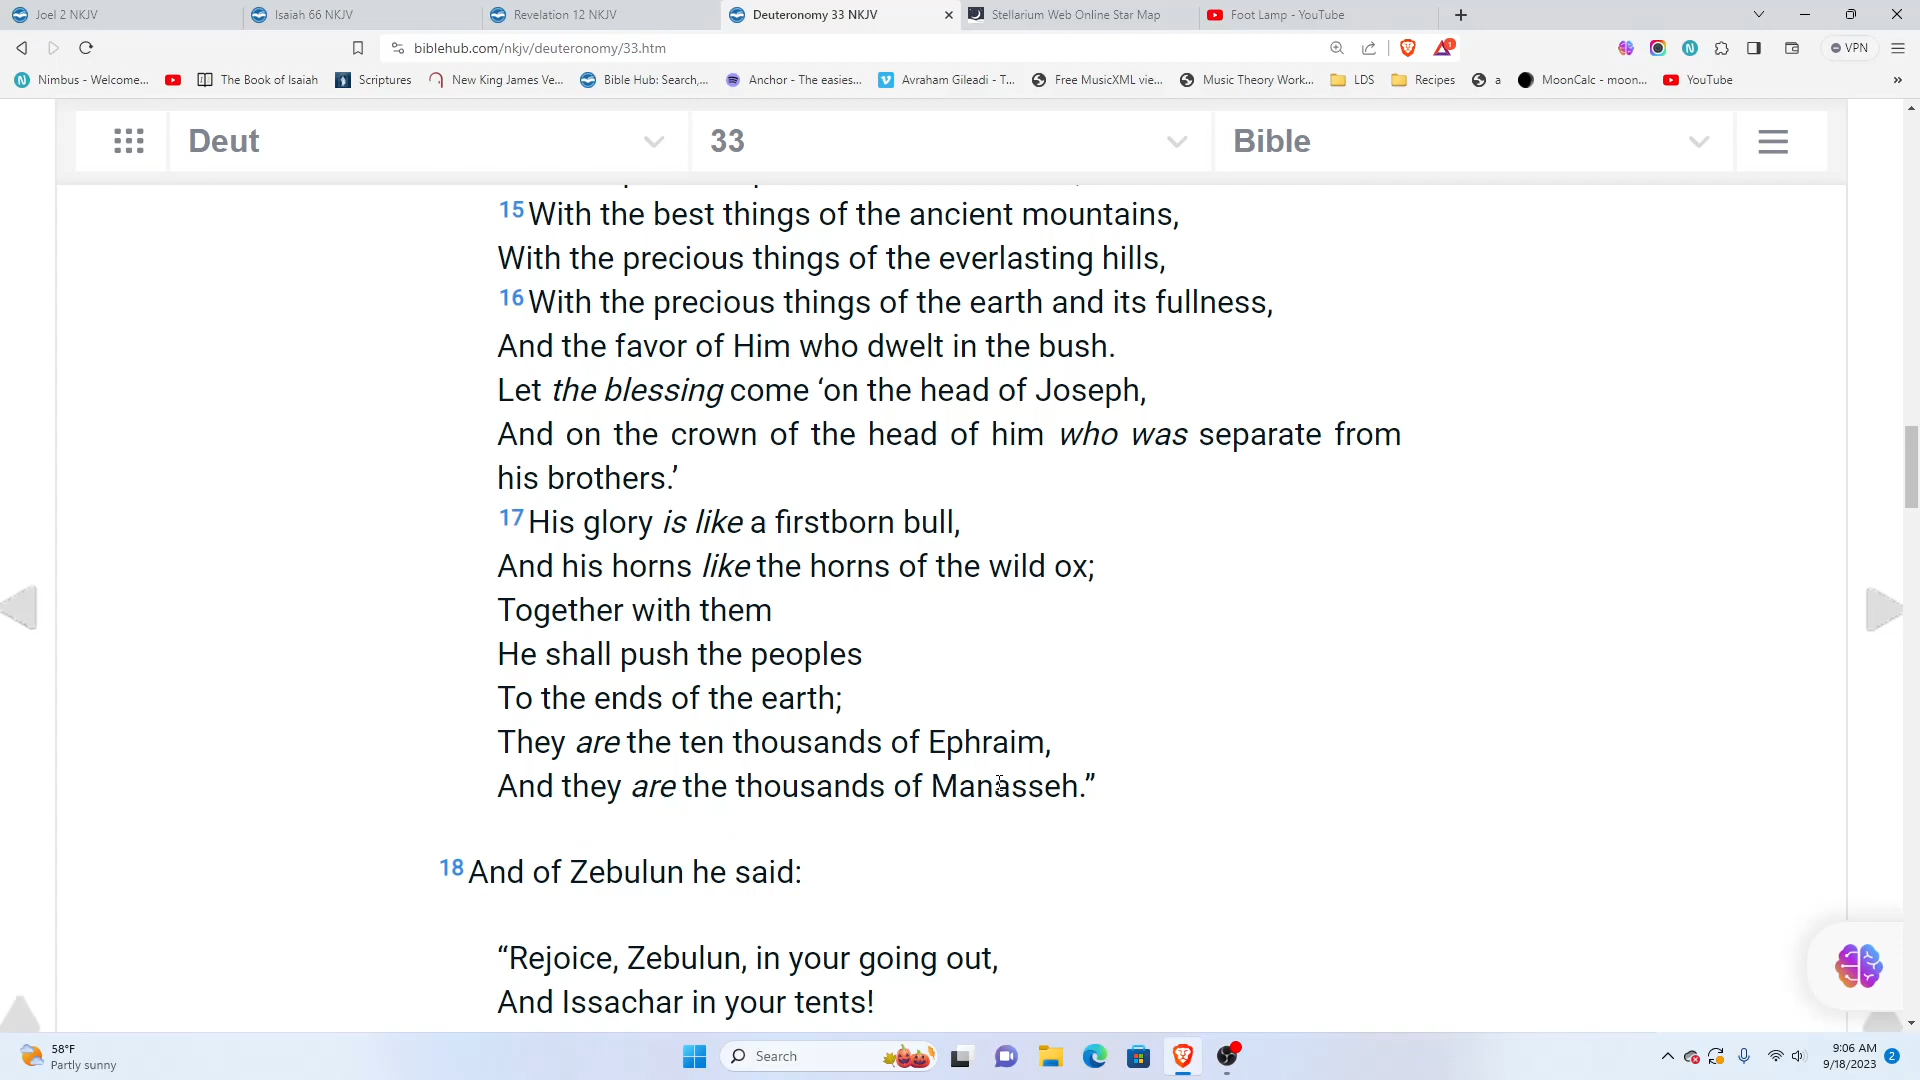 Joel 2 NKJV
Isaiah 66 NKJV
Revelation 12 NKJV
Deuteronomy 33 NKJV
Stellarium Web Online Star Map
Foot Lamp - YouTube
biblehub.com/nkjv/deuteronomy/33.htm
1
VPN
Nimbus - Welcome...
The Book of Isaiah
Scriptures
New King James Ve...
Bible Hub: Search,...
Anchor - The easies...
Avraham Gileadi - T...
Free MusicXML vie...
Music Theory Work...
LDS
Recipes
a
MoonCalc - moon...
YouTube
»
Deut
33
Bible
15 With the best things of the ancient mountains,
With the precious things of the everlasting hills,
16 With the precious things of the earth and its fullness,
And the favor of Him who dwelt in the bush.
Let the blessing come ‘on the head of Joseph,
And on the crown of the head of him who was separate from
his brothers.’
17 His glory is like a firstborn bull,
And his horns like the horns of the wild ox;
Together with them
He shall push the peoples
To the ends of the earth;
They are the ten thousands of Ephraim,
And they are the thousands of Manasseh.”
18 And of Zebulun he said:
“Rejoice, Zebulun, in your going out,
And Issachar in your tents!
58°F
Partly sunny
Search
9:06 AM
9/18/2023
2